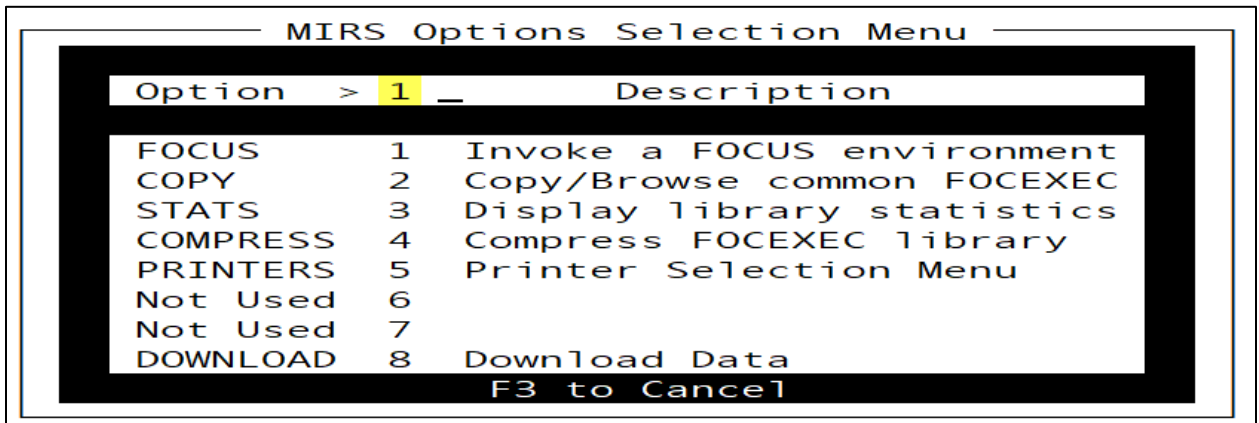 MIRS Options Selection Menu
Option > 1 _ Description
FOCUS 1 Invoke a FOCUS environment
COPY 2 Copy/Browse common FOCEXEC
STATS 3 Display library statistics
COMPRESS 4 Compress FOCEXEC library
PRINTERS 5 Printer Selection Menu
Not Used 6
Not Used 7
DOWNLOAD 8 Download Data
F3 to Cancel